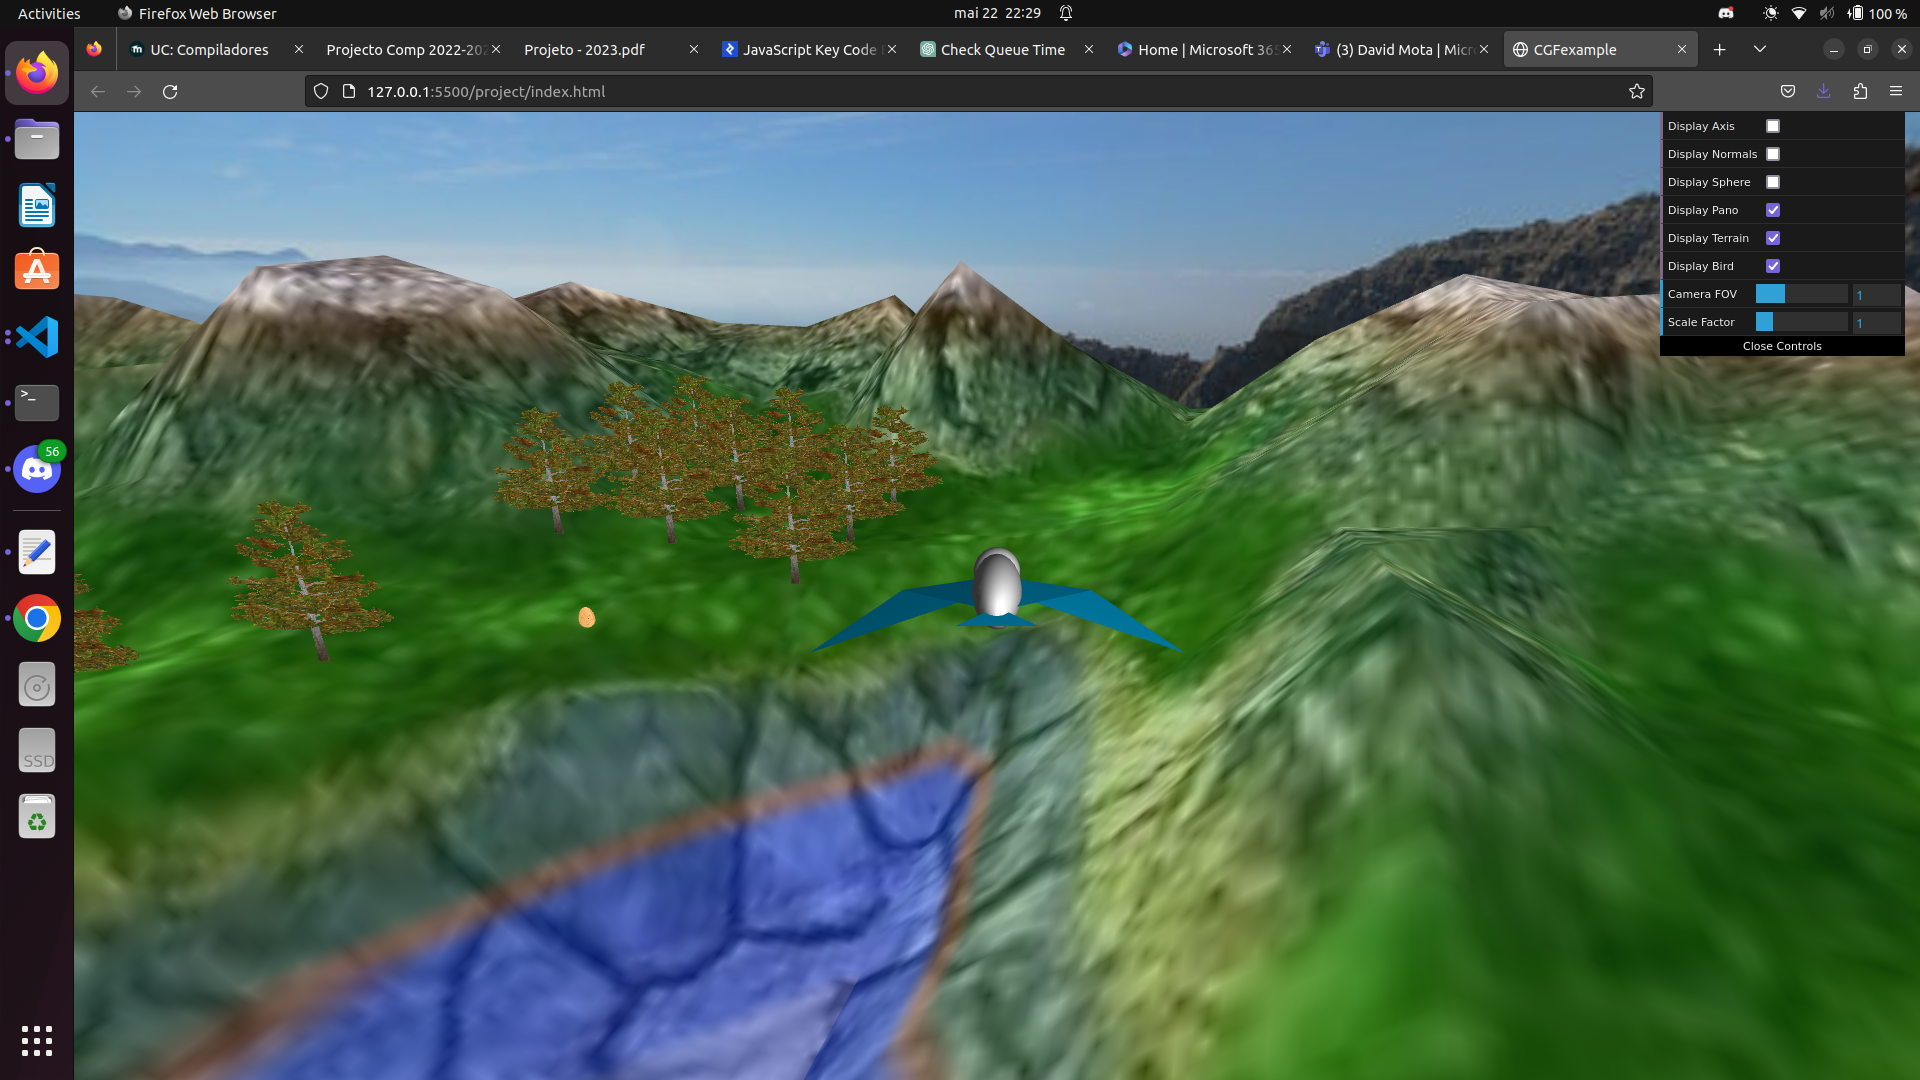 Activities
Firefox Web Browser
mai 22 22:29
100 %
UC: Compiladores
Projecto Comp 2022-202
Projeto - 2023.pdf
JavaScript Key Code
Check Queue Time
Home | Microsoft 365
(3) David Mota | Micr
CGFexample
127.0.0.1:5500/project/index.html
Display Axis
Display Normals
Display Sphere
Display Pano
Display Terrain
Display Bird
Camera FOV
1
Scale Factor
1
Close Controls
>_
56
SSD